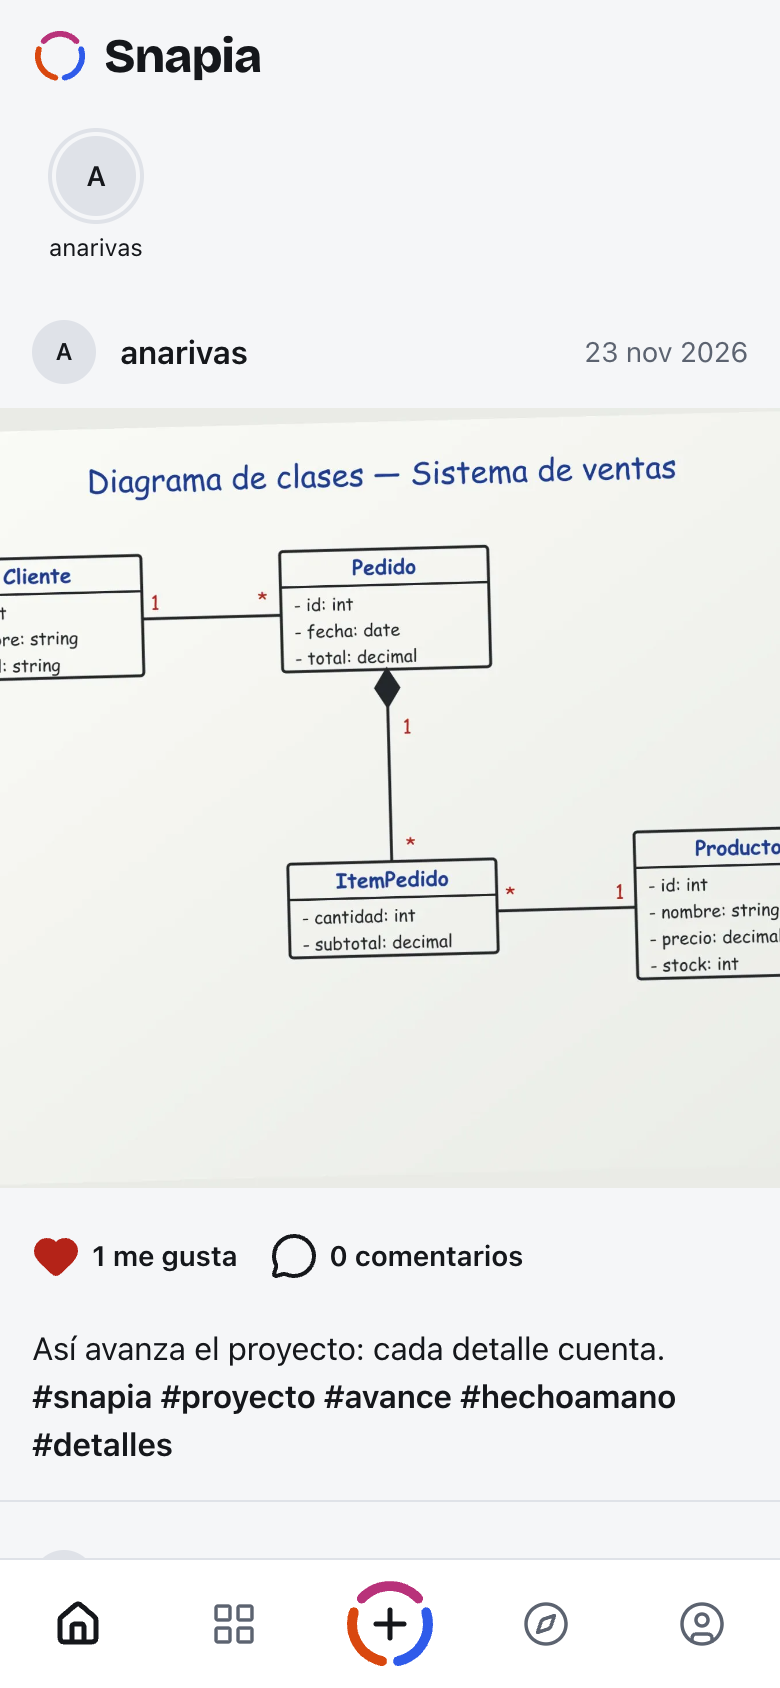 Snapia
A
anarivas
A
anarivas
23 nov 2026
Diagrama de clases — Sistema de ventas
Cliente
t
re: string
l: string
1
*
Pedido
- id: int
- fecha: date
- total: decimal
1
*
ItemPedido
- cantidad: int
- subtotal: decimal
*
1
Producto
- id: int
- nombre: string
- precio: decimal
- stock: int
1 me gusta
0 comentarios
Así avanza el proyecto: cada detalle cuenta.
#snapia #proyecto #avance #hechoamano
#detalles